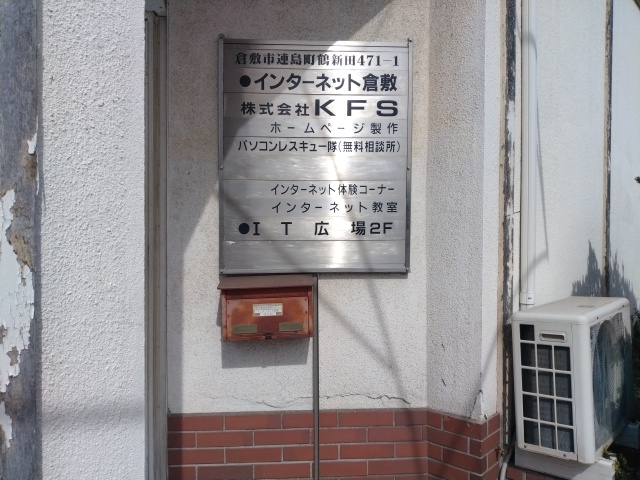 倉敷市連島町鶴新田471-1
●インターネット倉敷
株式会社KFS
ホームページ製作
パソコンレスキュー隊(無料相談所)
インターネット体験コーナー
インターネット教室
●IT広場2F